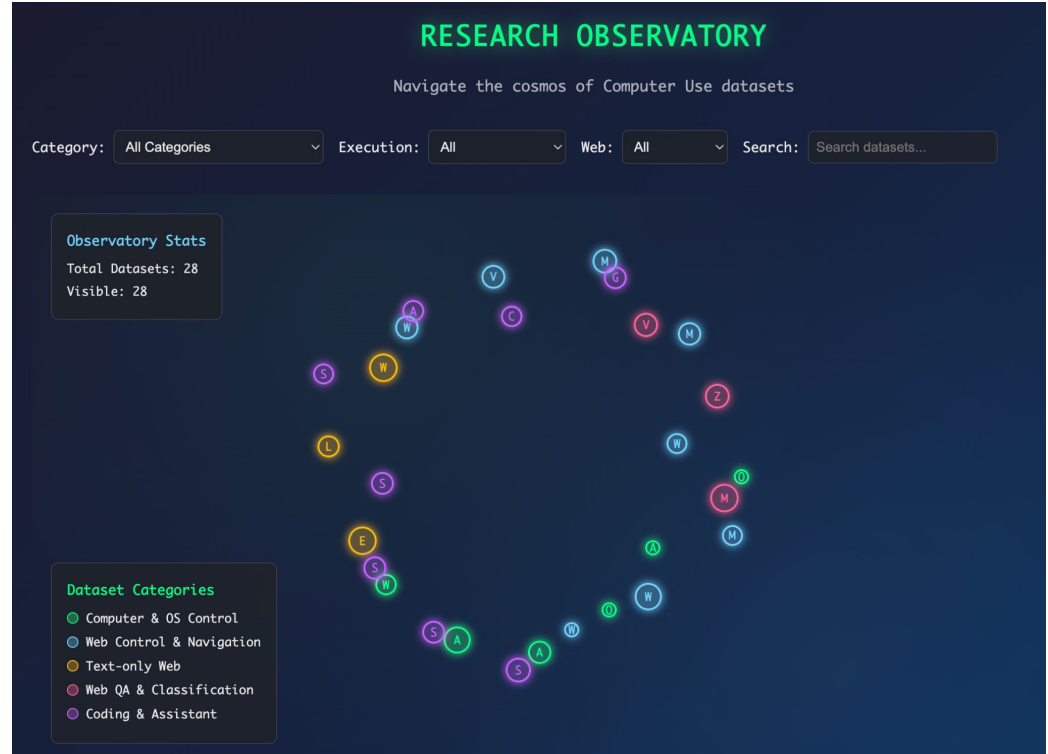 RESEARCH OBSERVATORY
Navigate the cosmos of Computer Use datasets
Category: All Categories Execution: All Web: All Search: Search datasets...
Observatory Stats
Total Datasets: 28
Visible: 28
M
V
G
A
C
W
V
M
W
S
Z
W
L
O
S
M
M
E
A
S
W
W
O
W
S
A
A
S
Dataset Categories
Computer & OS Control
Web Control & Navigation
Text-only Web
Web QA & Classification
Coding & Assistant